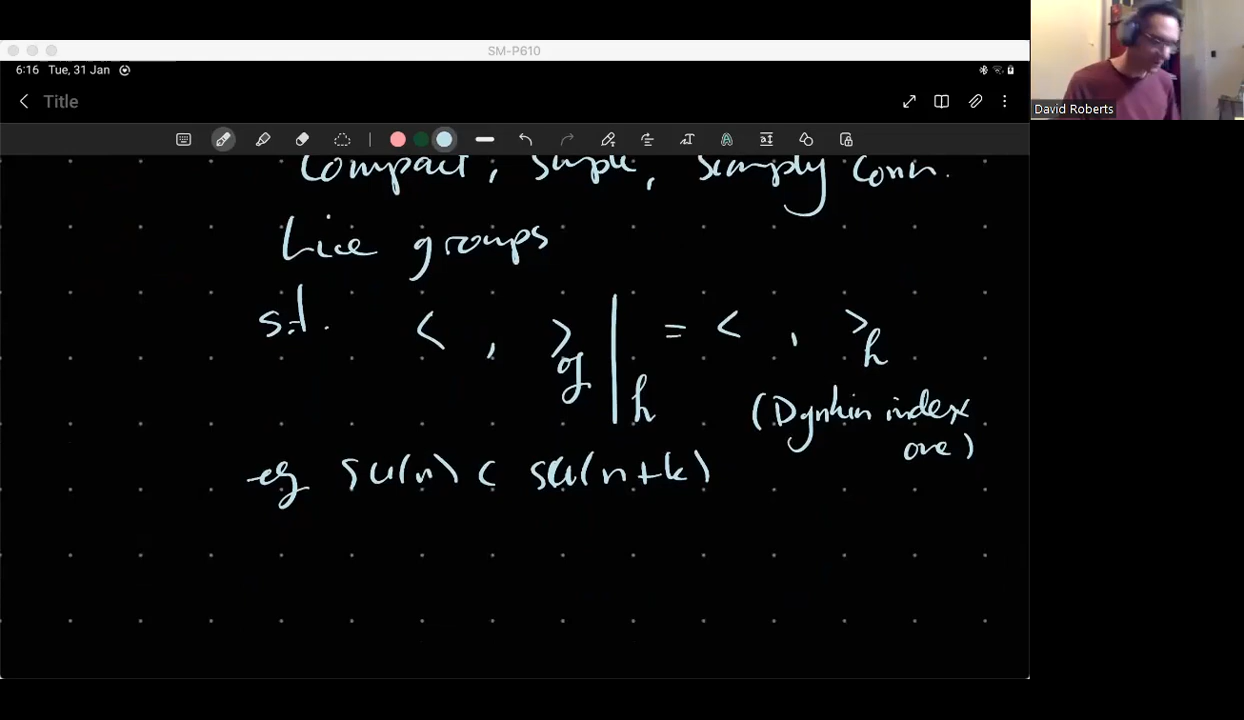 SM-P610
6:16 Tue, 31 Jan
Title
David Roberts
Compact, simple, simply conn.
Lie groups
s.t. < , >𝔤 | 𝔥 = < , >𝔥
(Dynkin index
one)
eg SU(n) ⊂ SU(n+k)